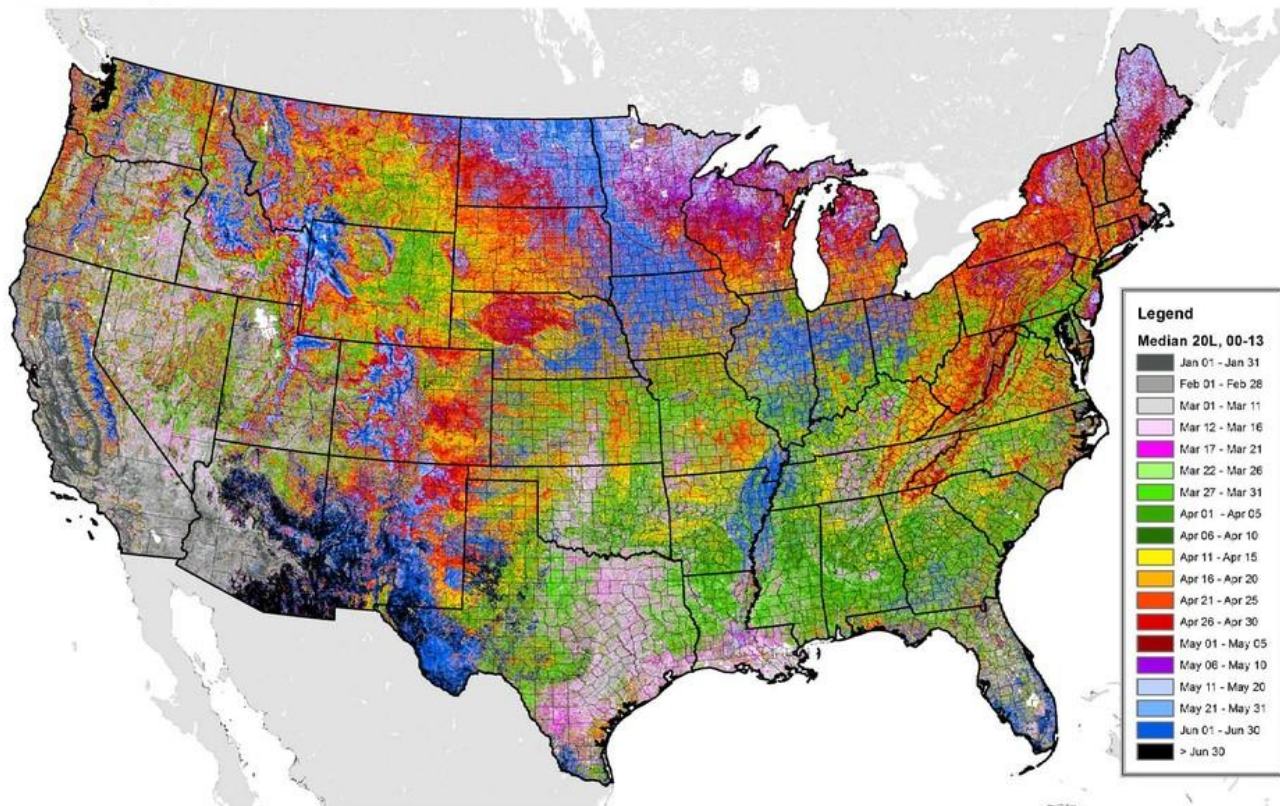 Legend
Median 20L, 00-13
Jan 01 - Jan 31
Feb 01 - Feb 28
Mar 01 - Mar 11
Mar 12 - Mar 16
Mar 17 - Mar 21
Mar 22 - Mar 26
Mar 27 - Mar 31
Apr 01 - Apr 05
Apr 06 - Apr 10
Apr 11 - Apr 15
Apr 16 - Apr 20
Apr 21 - Apr 25
Apr 26 - Apr 30
May 01 - May 05
May 06 - May 10
May 11 - May 20
May 21 - May 31
Jun 01 - Jun 30
> Jun 30